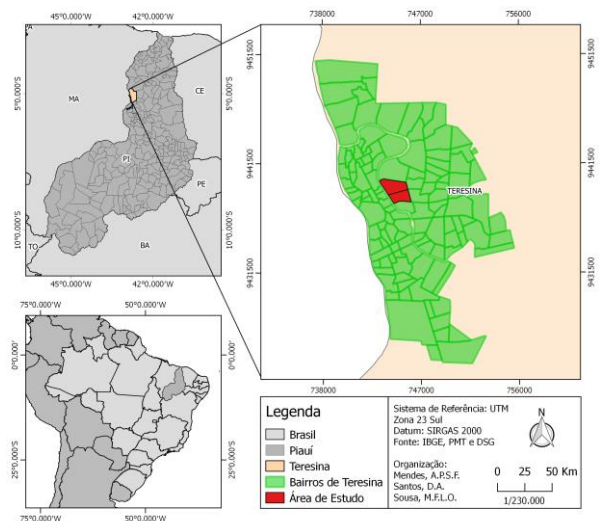 45°0.000'W 42°0.000'W
5°0.000'S
10°0.000'S
MA
CE
PI
PE
TO
BA
5°0.000'S
10°0.000'S
45°0.000'W 42°0.000'W
738000 747000 756000
9451500
9441500
9431500
TERESINA
9451500
9441500
9431500
738000 747000 756000
75°0.000'W 50°0.000'W
0°0.000'
25°0.000'S
0°0.000'
25°0.000'S
75°0.000'W 50°0.000'W
Legenda
Brasil
Piauí
Teresina
Bairros de Teresina
Área de Estudo
Sistema de Referência: UTM
Zona 23 Sul
Datum: SIRGAS 2000
Fonte: IBGE, PMT e DSG
Organização:
Mendes, A.P.S.F.
Santos, D.A.
Sousa, M.F.L.O.
N
0 25 50 Km
1/230.000